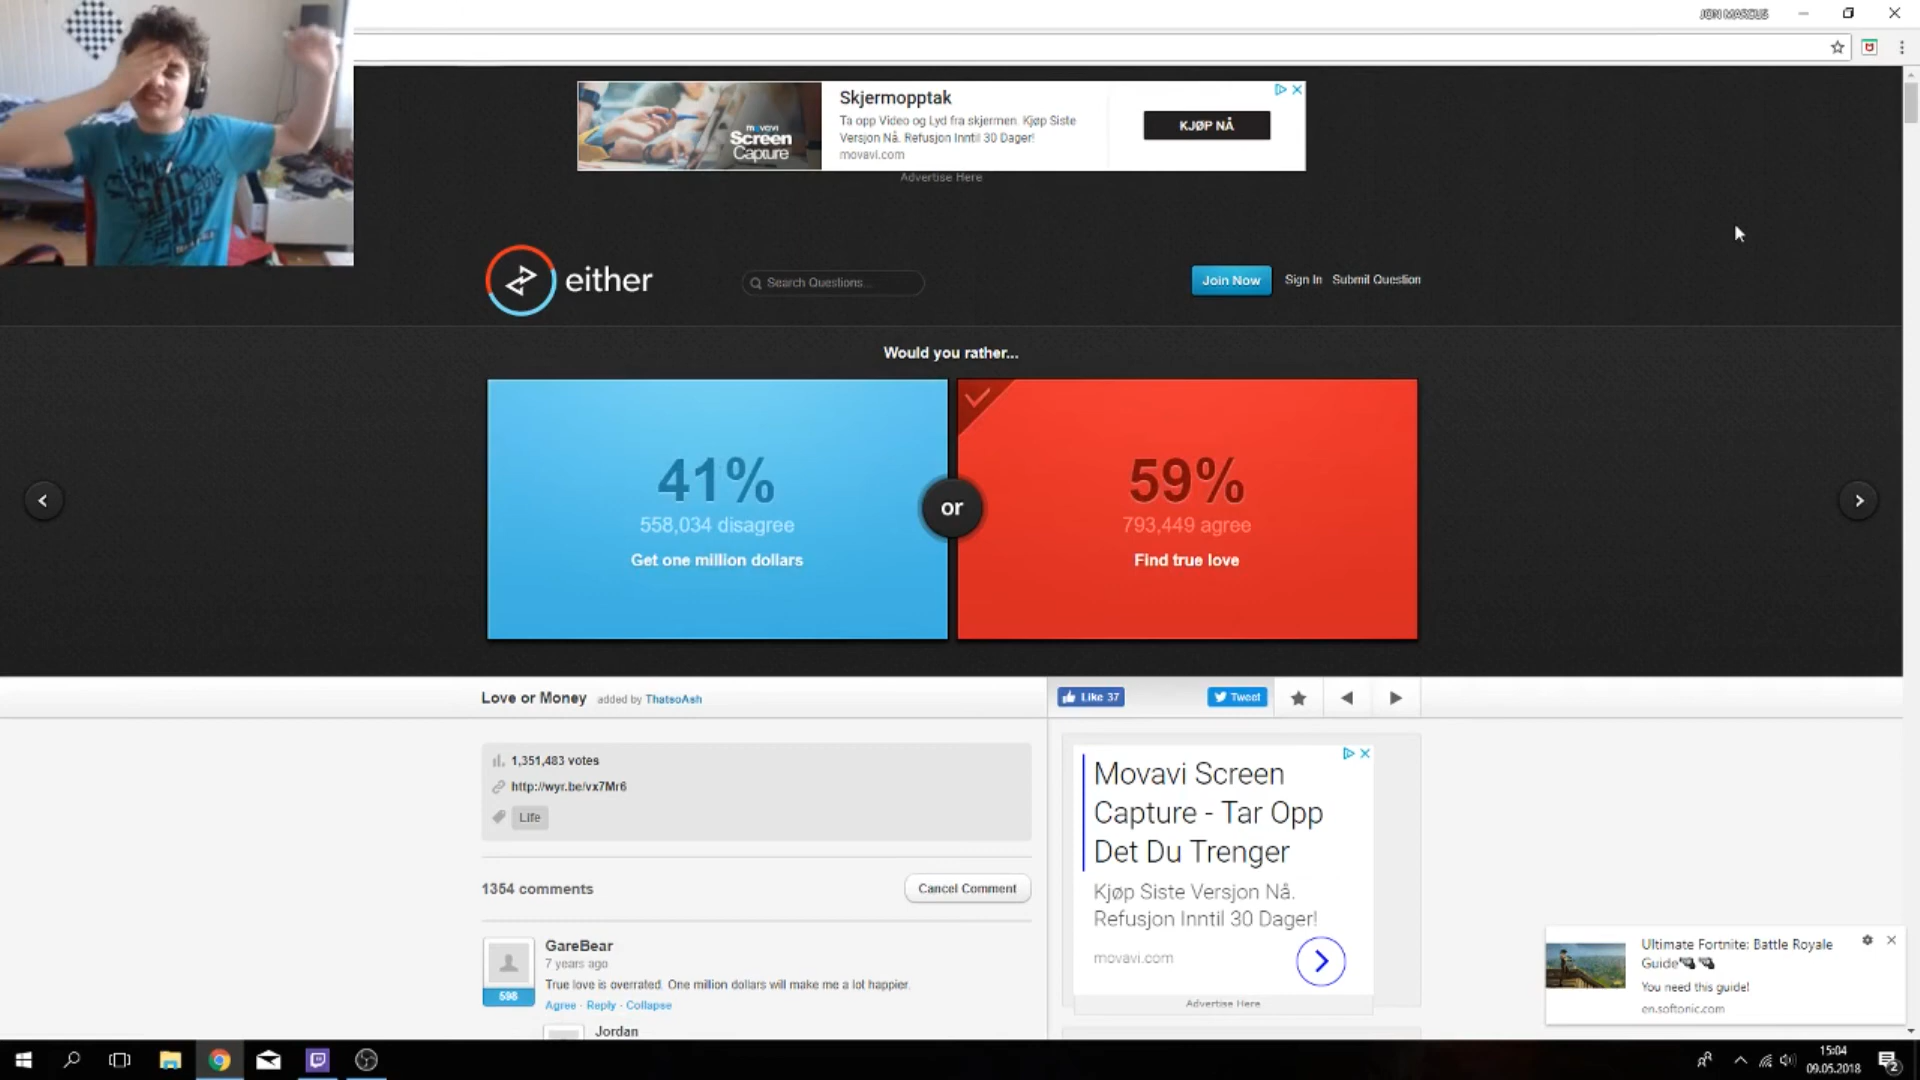 JON MARCUS
Skjermopptak
Ta opp Video og Lyd fra skjermen. Kjøp Siste
Versjon Nå. Refusjon Inntil 30 Dager!
movavi.com
movavi
Screen
Capture
KJØP NÅ
Advertise Here
either
Search Questions...
Join Now
Sign In
Submit Question
Would you rather...
41%
558,034 disagree
Get one million dollars
or
59%
793,449 agree
Find true love
Love or Money added by ThatsoAsh
Like 37
Tweet
1,351,483 votes
http://wyr.be/vx7Mr6
Life
1354 comments
Cancel Comment
GareBear
7 years ago
True love is overrated. One million dollars will make me a lot happier.
598
Agree · Reply · Collapse
Jordan
Movavi Screen
Capture - Tar Opp
Det Du Trenger
Kjøp Siste Versjon Nå.
Refusjon Inntil 30 Dager!
movavi.com
Advertise Here
Ultimate Fortnite: Battle Royale
Guide
You need this guide!
en.softonic.com
15:04
09.05.2018
2